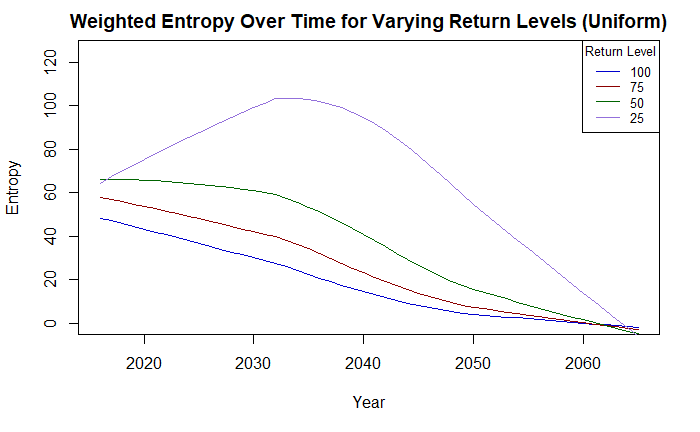 Weighted Entropy Over Time for Varying Return Levels (Uniform)
Entropy
120
100
80
60
40
20
0
Return Level
100
75
50
25
2020 2030 2040 2050 2060
Year